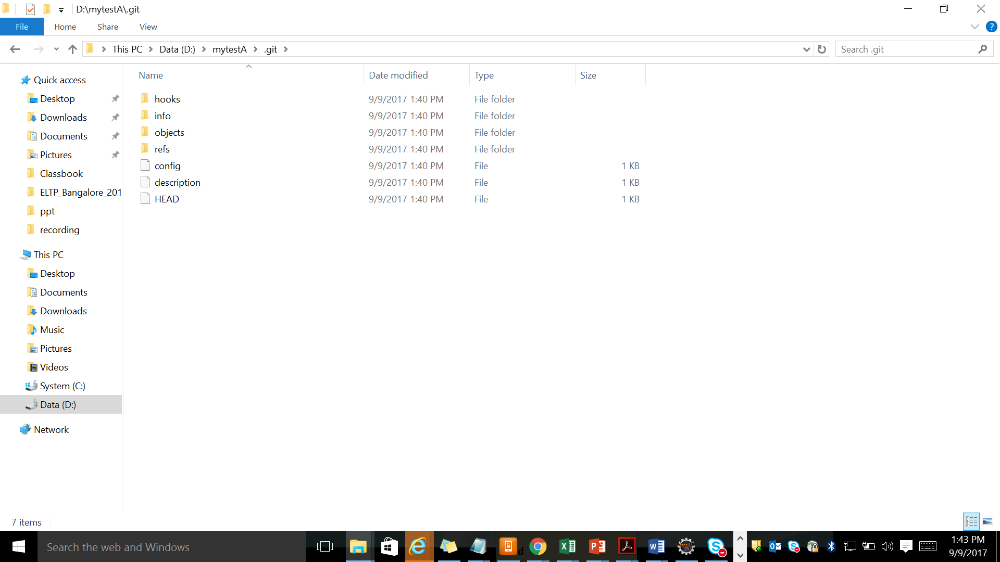 D:\mytestA\.git
File Home Share View
This PC Data (D:) mytestA .git
Search .git
Name Date modified Type Size
Quick access
Desktop
Downloads
Documents
Pictures
Classbook
ELTP_Bangalore_201
ppt
recording
This PC
Desktop
Documents
Downloads
Music
Pictures
Videos
System (C:)
Data (D:)
Network
hooks 9/9/2017 1:40 PM File folder
info 9/9/2017 1:40 PM File folder
objects 9/9/2017 1:40 PM File folder
refs 9/9/2017 1:40 PM File folder
config 9/9/2017 1:40 PM File 1 KB
description 9/9/2017 1:40 PM File 1 KB
HEAD 9/9/2017 1:40 PM File 1 KB
7 items
Search the web and Windows
1:43 PM
9/9/2017